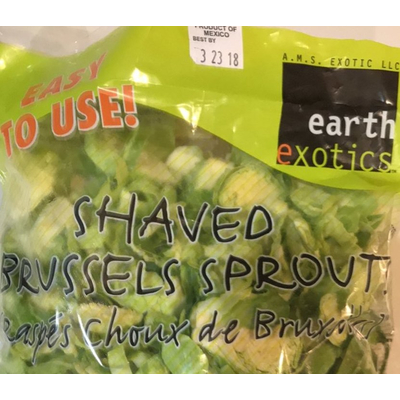 PRODUCT OF
MEXICO
BEST BY
3 23 18
A.M.S. EXOTIC LLC
EASY
TO USE!
earth
exotics
SHAVED
BRUSSELS SPROUT
Choux de